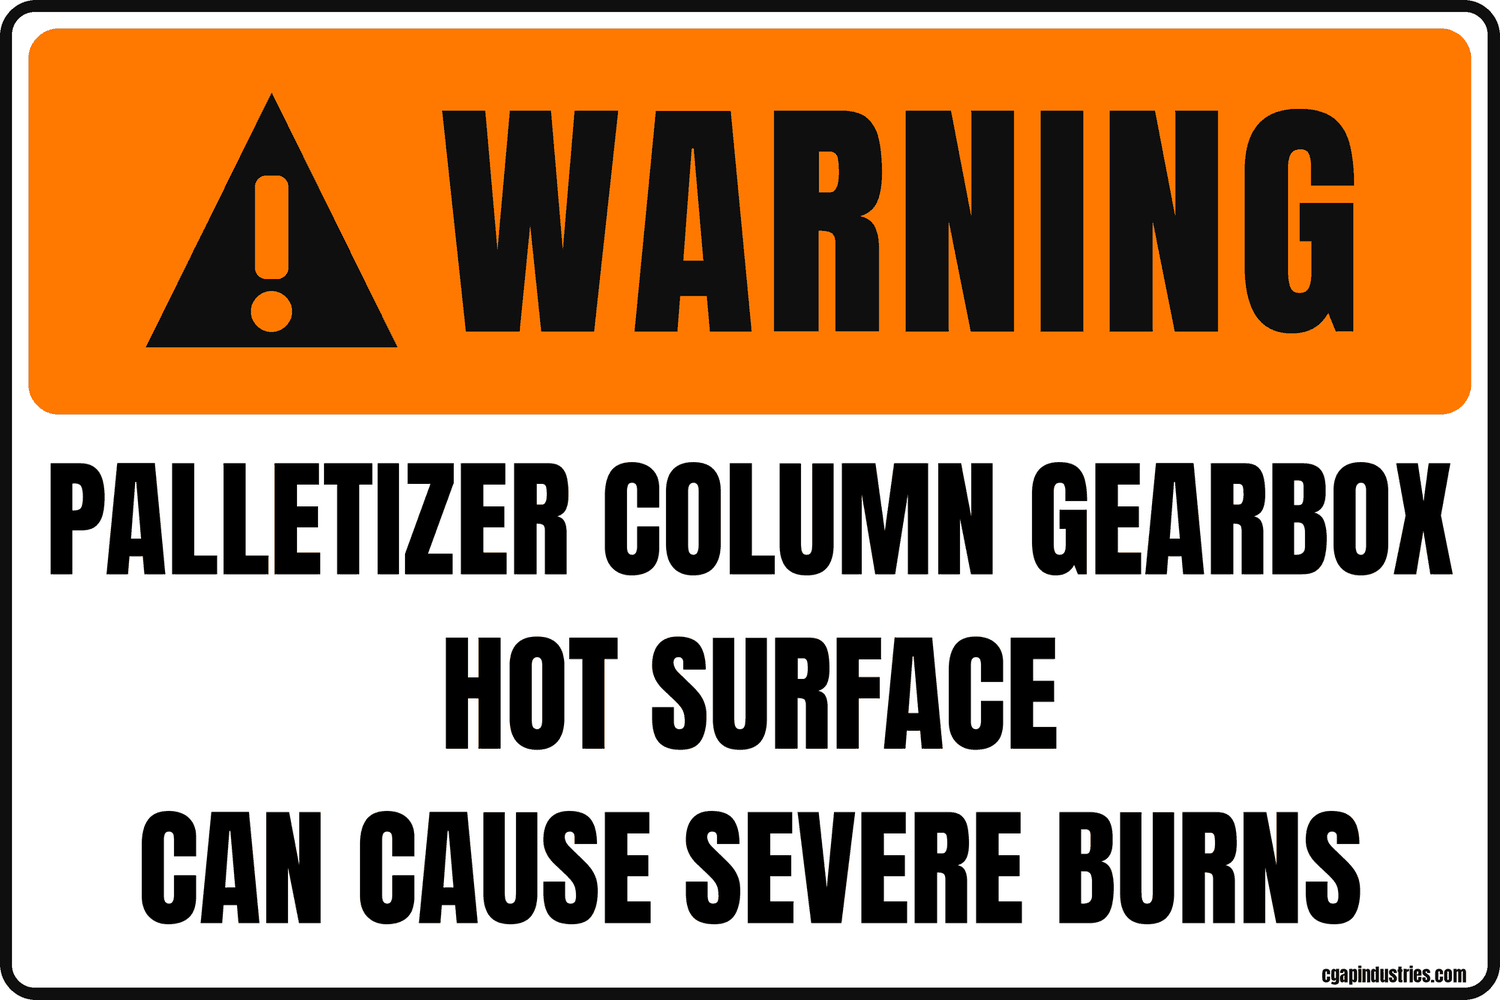 WARNING
PALLETIZER COLUMN GEARBOX
HOT SURFACE
CAN CAUSE SEVERE BURNS
cgapindustries.com